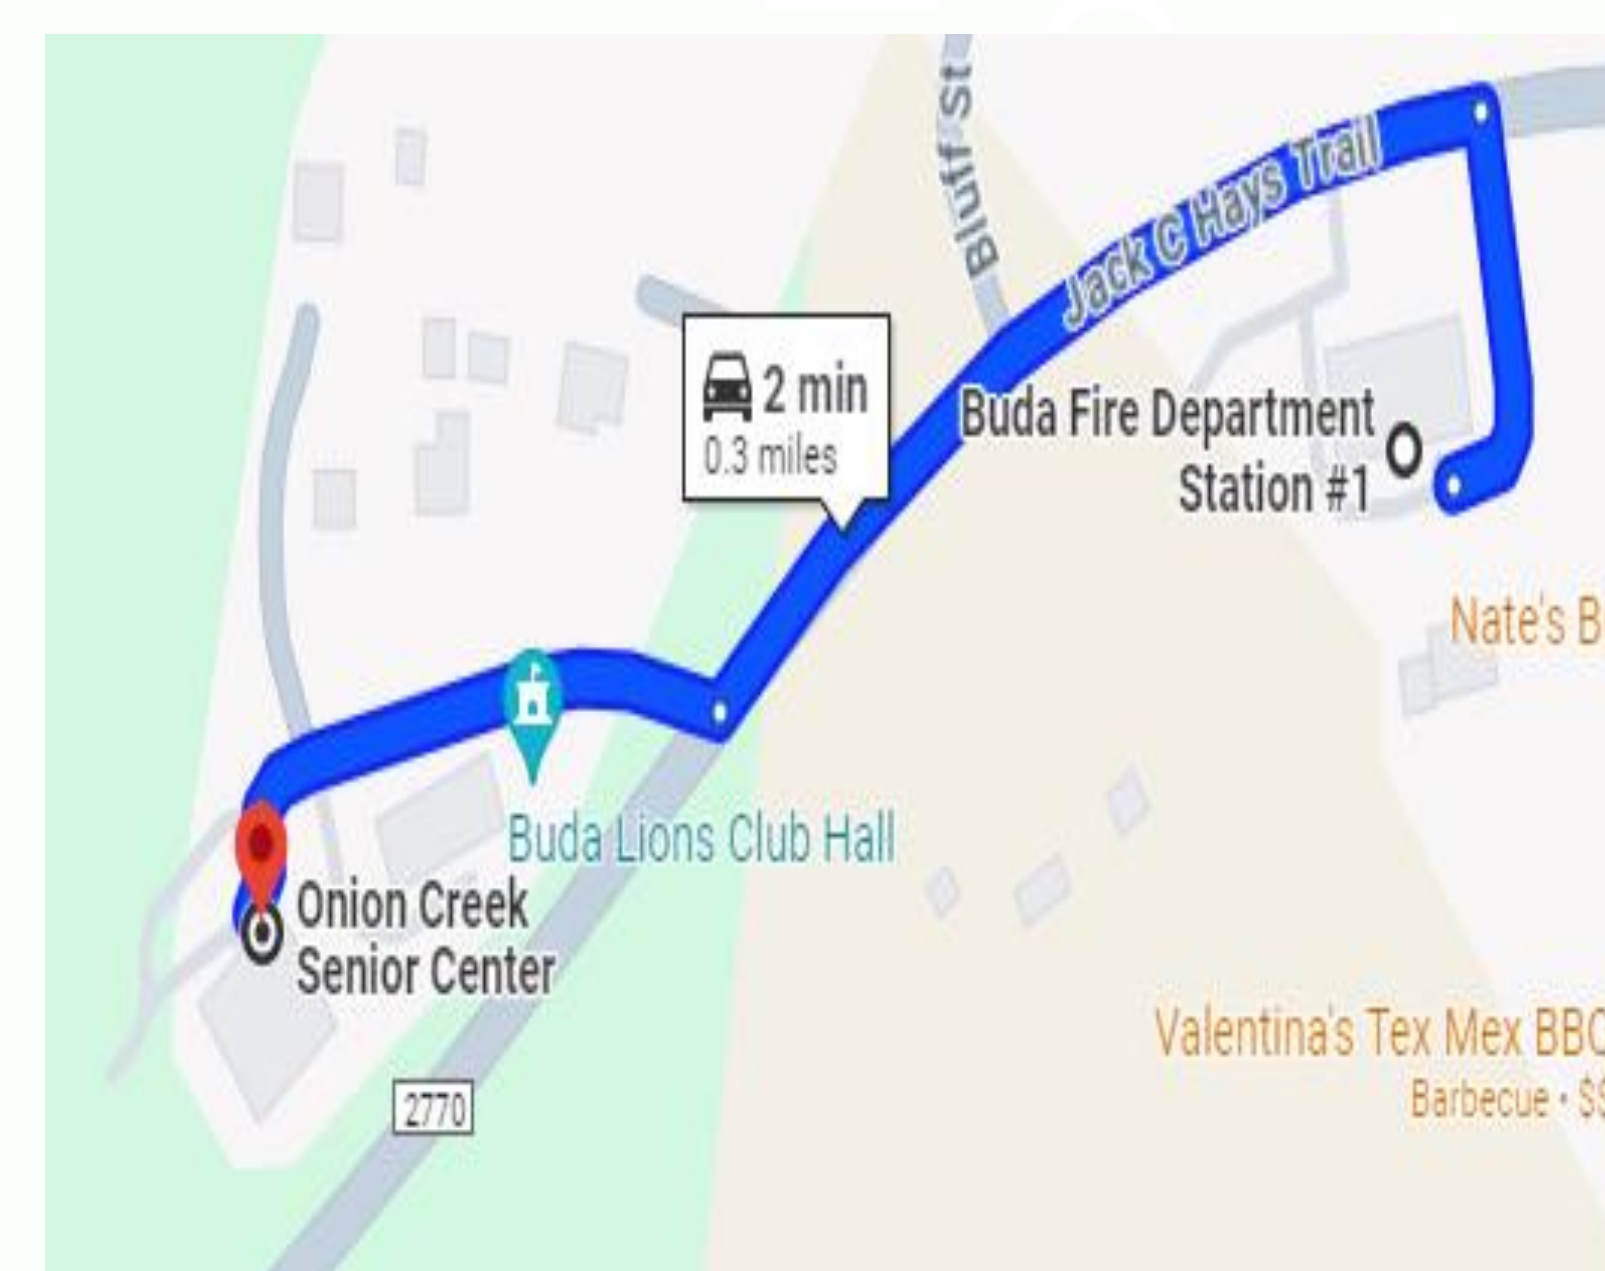 Bluff St
Jack C Hays Trail
2 min
0.3 miles
Buda Fire Department
Station #1
Nate's B
Buda Lions Club Hall
Onion Creek
Senior Center
Valentina's Tex Mex BBQ
Barbecue · $$
2770